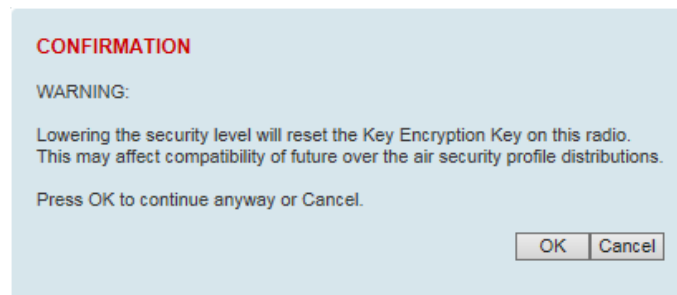 CONFIRMATION
WARNING:
Lowering the security level will reset the Key Encryption Key on this radio.
This may affect compatibility of future over the air security profile distributions.
Press OK to continue anyway or Cancel.
OK Cancel